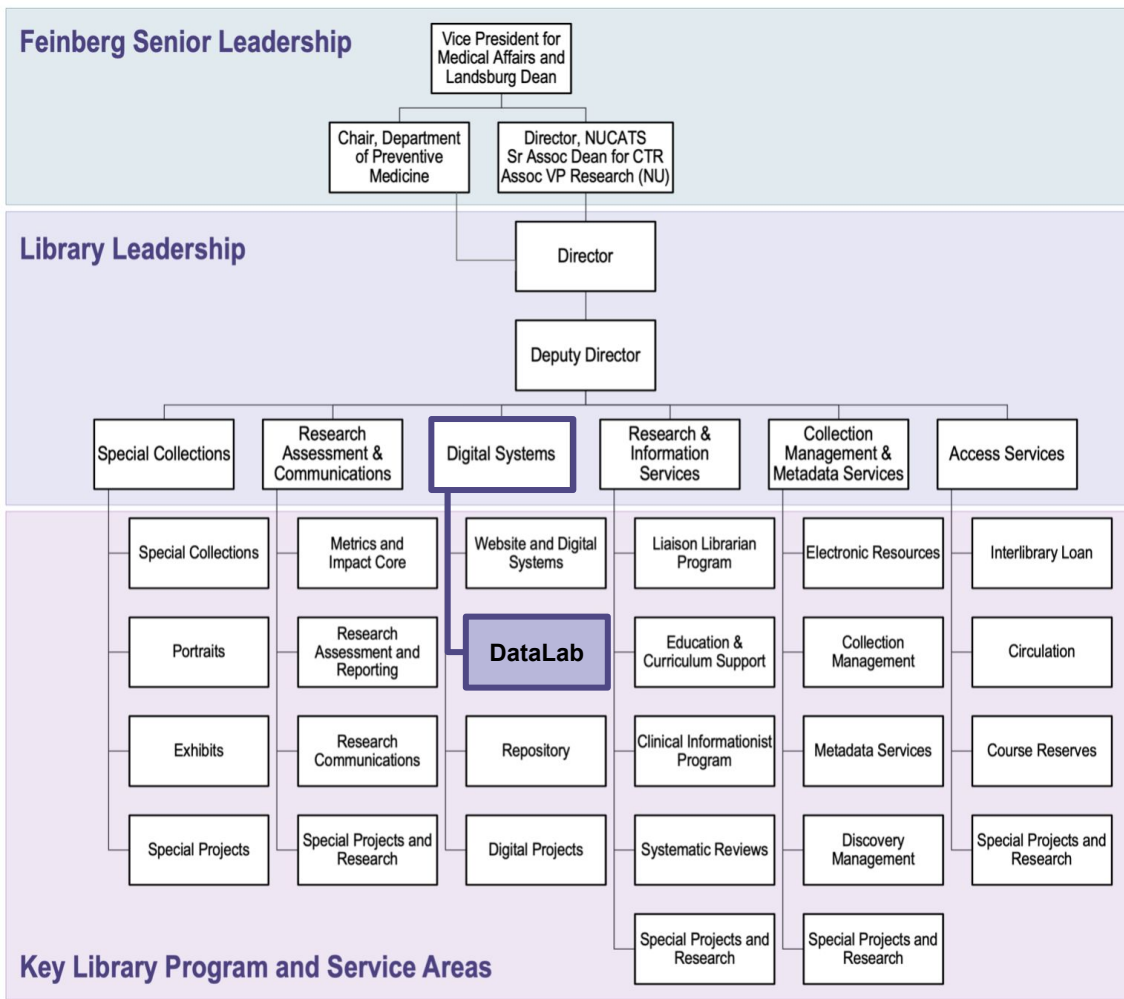 Feinberg Senior Leadership
Vice President for
Medical Affairs and
Landsburg Dean
Chair, Department
of Preventive
Medicine
Director, NUCATS
Sr Assoc Dean for CTR
Assoc VP Research (NU)
Library Leadership
Director
Deputy Director
Special Collections
Research
Assessment &
Communications
Digital Systems
Research &
Information
Services
Collection
Management &
Metadata Services
Access Services
Special Collections
Metrics and
Impact Core
Website and Digital
Systems
Liaison Librarian
Program
Electronic Resources
Interlibrary Loan
Portraits
Research
Assessment and
Reporting
DataLab
Education &
Curriculum Support
Collection
Management
Circulation
Exhibits
Research
Communications
Repository
Clinical Informationist
Program
Metadata Services
Course Reserves
Special Projects
Special Projects and
Research
Digital Projects
Systematic Reviews
Discovery
Management
Special Projects and
Research
Special Projects and
Research
Special Projects and
Research
Key Library Program and Service Areas